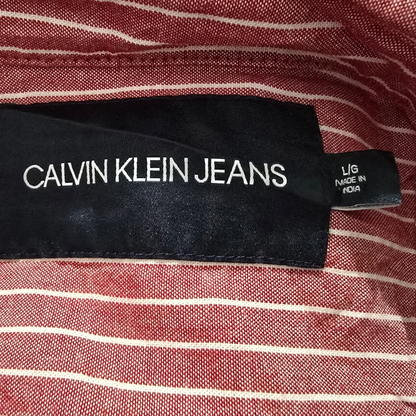 CALVIN KLEIN JEANS
L/G
MADE IN
INDIA